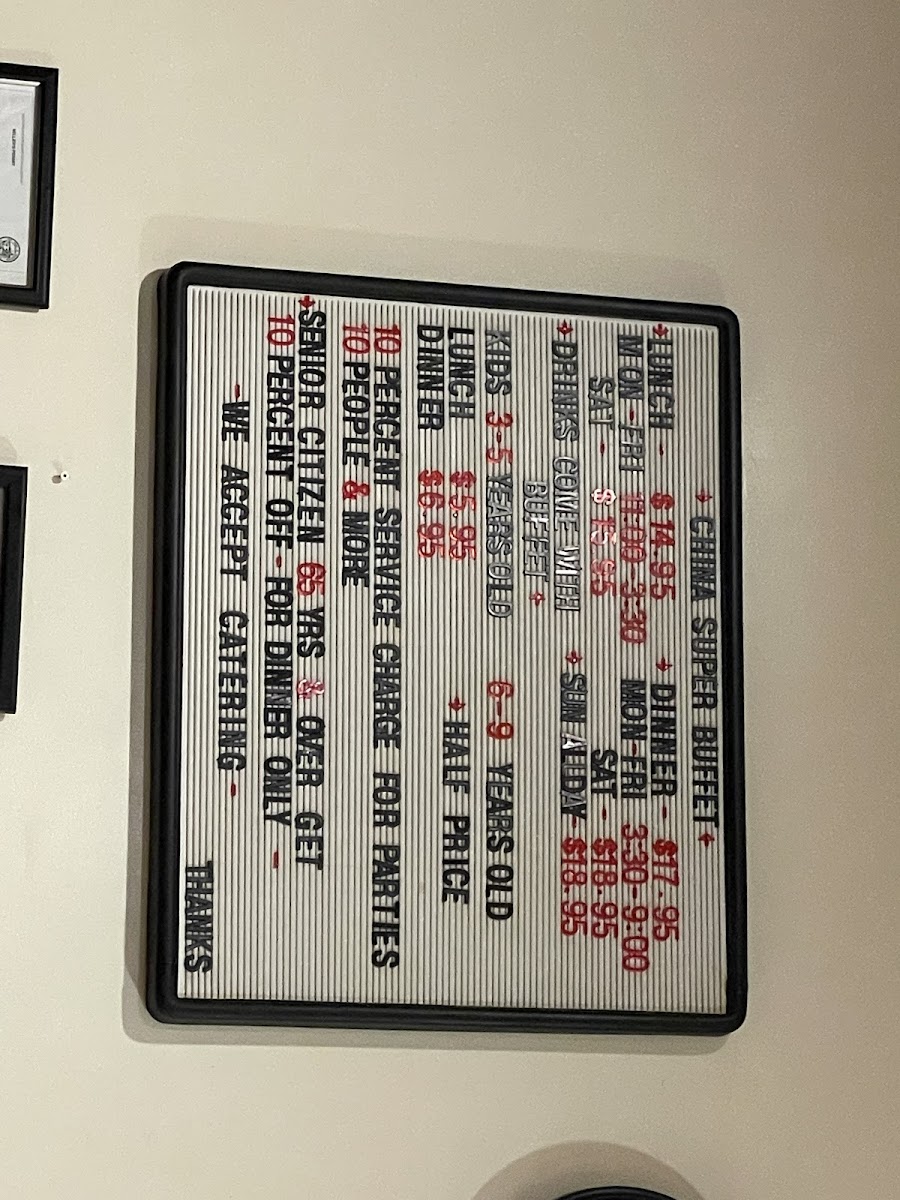 CHINA SUPER BUFFET
LUNCH - $14.95 DINNER - $17.95
MON-FRI 11:00-3:30 MON-FRI 3:30-9:00
SAT - $15.95 SAT - $18.95
DRINKS COME WITH SUN ALLDAY - $18.95
BUFFET
KIDS 3-5 YEARS OLD 6-9 YEARS OLD
LUNCH $5.95 HALF PRICE
DINNER $6.95
10 PERCENT SERVICE CHARGE FOR PARTIES
10 PEOPLE & MORE
SENIOR CITIZEN 65 YRS & OVER GET
10 PERCENT OFF - FOR DINNER ONLY -
- WE ACCEPT CATERING -
THANKS